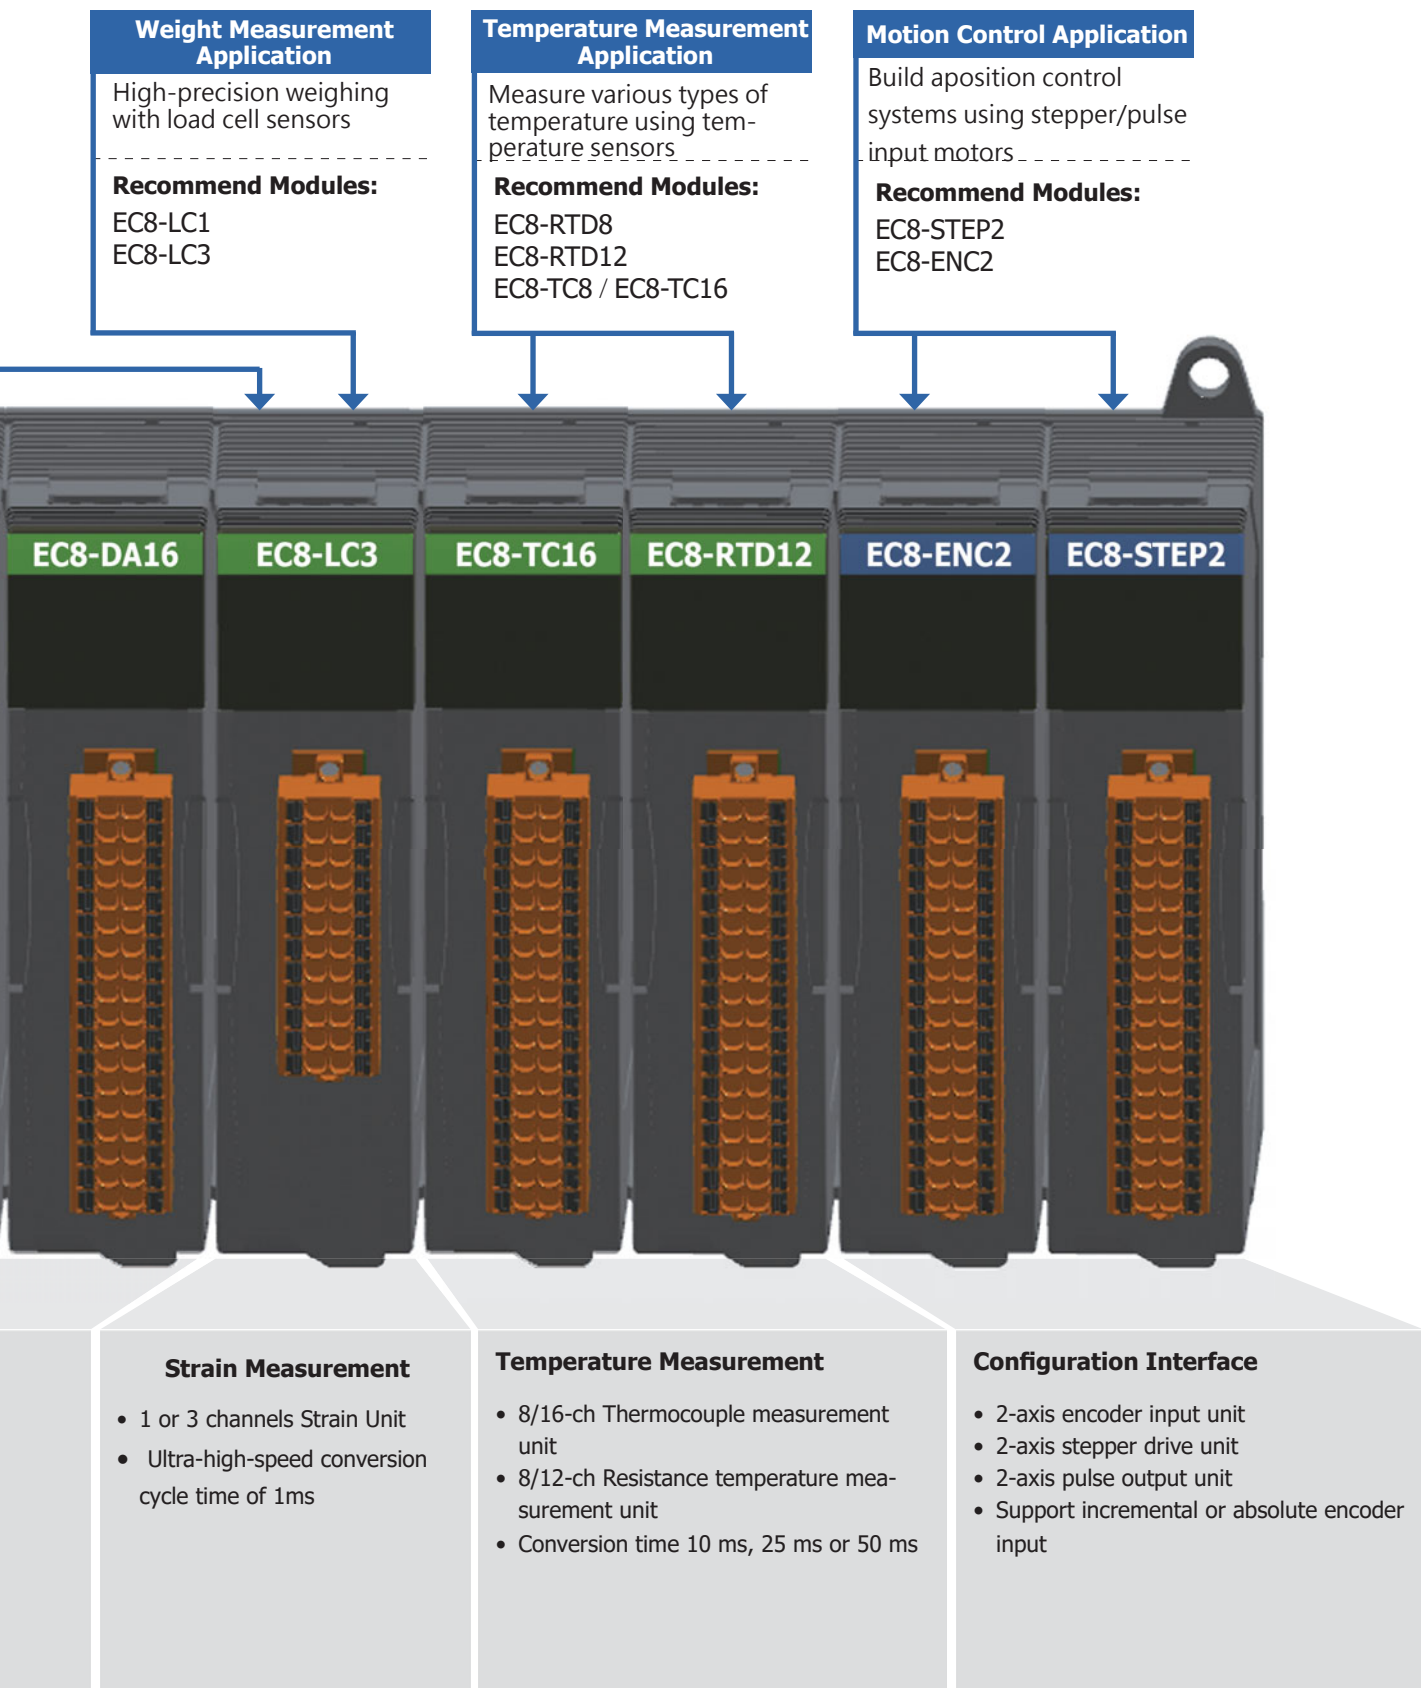 Weight Measurement
Application
High-precision weighing
with load cell sensors
Recommend Modules:
EC8-LC1
EC8-LC3
Temperature Measurement
Application
Measure various types of
temperature using tem-
perature sensors
Recommend Modules:
EC8-RTD8
EC8-RTD12
EC8-TC8 / EC8-TC16
Motion Control Application
Build aposition control
systems using stepper/pulse
input motors
Recommend Modules:
EC8-STEP2
EC8-ENC2
EC8-DA16
EC8-LC3
EC8-TC16
EC8-RTD12
EC8-ENC2
EC8-STEP2
Strain Measurement
• 1 or 3 channels Strain Unit
• Ultra-high-speed conversion
cycle time of 1ms
Temperature Measurement
• 8/16-ch Thermocouple measurement
unit
• 8/12-ch Resistance temperature mea-
surement unit
• Conversion time 10 ms, 25 ms or 50 ms
Configuration Interface
• 2-axis encoder input unit
• 2-axis stepper drive unit
• 2-axis pulse output unit
• Support incremental or absolute encoder
input